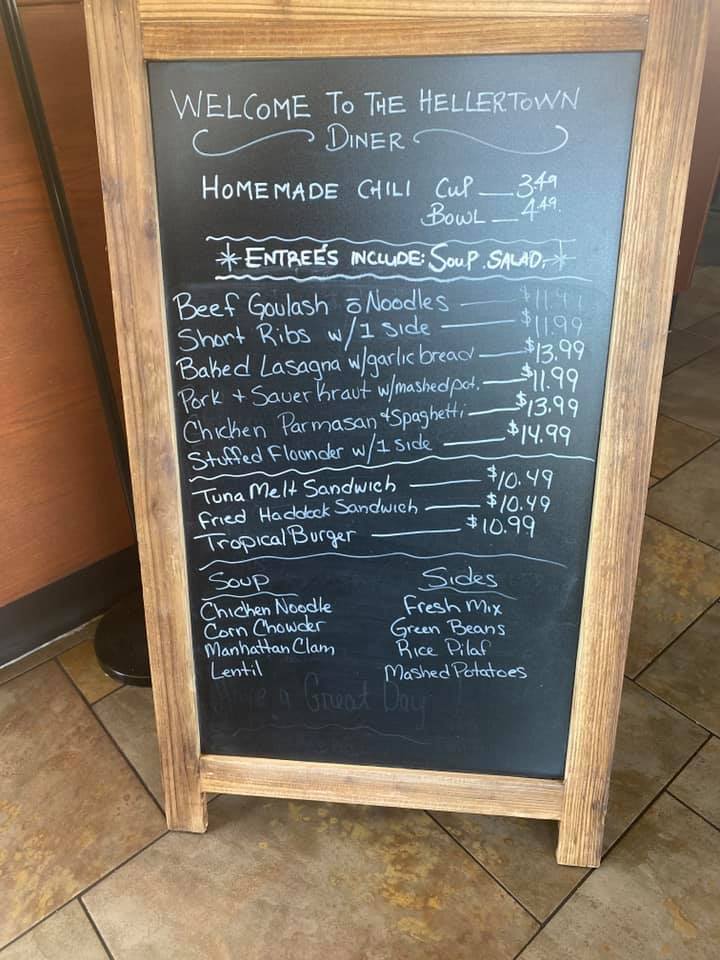 WELCOME TO THE HELLERTOWN
DINER
HOMEMADE CHILI CUP — 3.49
BOWL — 4.49
* ENTREÉS INCLUDE: SOUP. SALAD. *
Beef Goulash ō Noodles —
Short Ribs w/1 side — $11.99
Baked Lasagna w/garlic bread — $13.99
Pork + Sauer Kraut w/mashed pot. — $11.99
Chicken Parmasan & Spaghetti — $13.99
Stuffed Flounder w/1 side — $14.99
Tuna Melt Sandwich — $10.49
Fried Haddock Sandwich — $10.49
Tropical Burger — $10.99
Soup
Chicken Noodle
Corn Chowder
Manhattan Clam
Lentil
Sides
Fresh Mix
Green Beans
Rice Pilaf
Mashed Potatoes
a Great Day